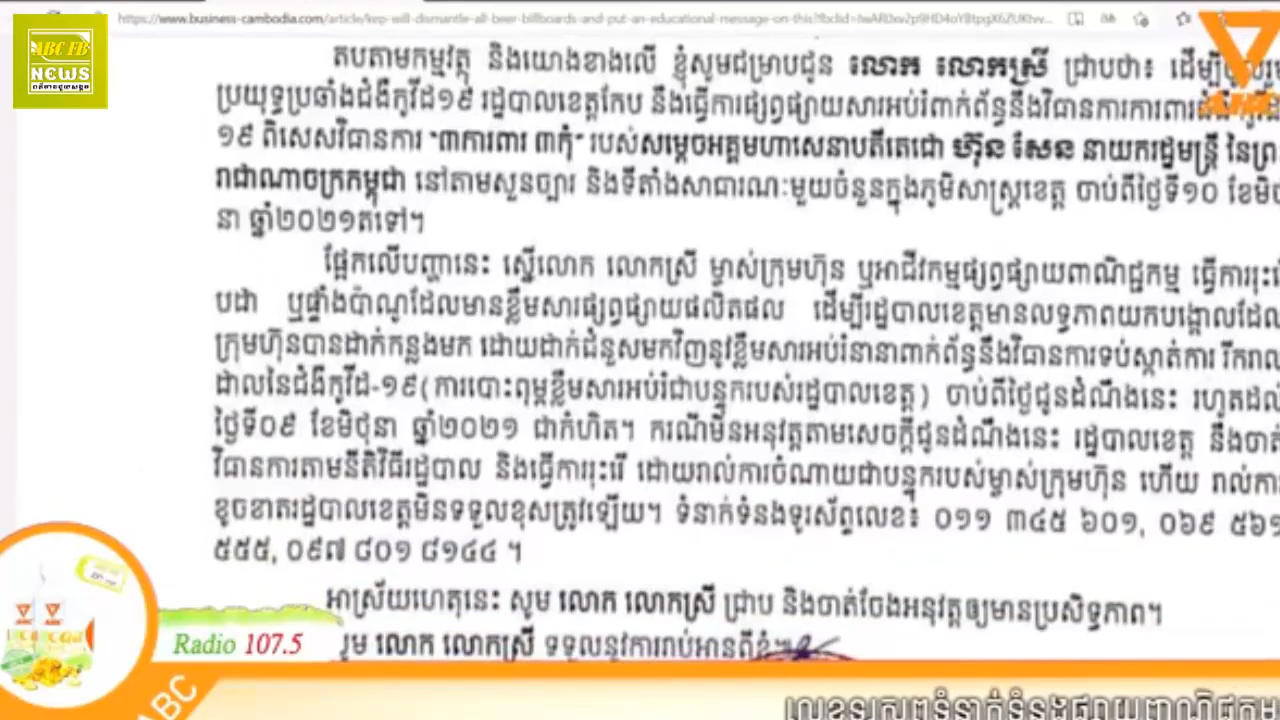 https://www.business-cambodia.com/article/kep-will-dismantle-all-beer-billboards-and-put-an-educational-message-on-this?fbclid=
ABC FB
NEWS
តបតាមកម្មវត្ថុ និងយោងខាងលើ ខ្ញុំសូមជម្រាបជូន លោក លោកស្រី ជ្រាបថា៖ ដើម្បីចូលរួម
ប្រយុទ្ធប្រឆាំងជំងឺកូវីដ១៩ រដ្ឋបាលខេត្តកែប នឹងធ្វើការផ្សព្វផ្សាយសារអប់រំពាក់ព័ន្ធនឹងវិធានការការពារ
១៩ ពិសេសវិធានការ "៣ការពារ ៣កុំ" របស់សម្តេចអគ្គមហាសេនាបតីតេជោ ហ៊ុន សែន នាយករដ្ឋមន្ត្រី នៃព្រះ
រាជាណាចក្រកម្ពុជា នៅតាមសួនច្បារ និងទីតាំងសាធារណៈមួយចំនួនក្នុងភូមិសាស្ត្រខេត្ត ចាប់ពីថ្ងៃទី១០ ខែមិថុ
នា ឆ្នាំ២០២១តទៅ។
ផ្អែកលើបញ្ហានេះ ស្នើលោក លោកស្រី ម្ចាស់ក្រុមហ៊ុន ឬអាជីវកម្មផ្សព្វផ្សាយពាណិជ្ជកម្ម ធ្វើការរុះរើ
បដា ឬផ្ទាំងប៉ាណូដែលមានខ្លឹមសារផ្សព្វផ្សាយផលិតផល ដើម្បីរដ្ឋបាលខេត្តមានលទ្ធភាពយកបង្គោលដែល
ក្រុមហ៊ុនបានដាក់កន្លងមក ដោយដាក់ជំនួសមកវិញនូវខ្លឹមសារអប់រំនានាពាក់ព័ន្ធនឹងវិធានការទប់ស្កាត់ការ រីករាល
ដាលនៃជំងឺកូវីដ-១៩(ការបោះពុម្ពខ្លឹមសារអប់រំជាបន្ទុករបស់រដ្ឋបាលខេត្ត) ចាប់ពីថ្ងៃជូនដំណឹងនេះ រហូតដល់
ថ្ងៃទី០៩ ខែមិថុនា ឆ្នាំ២០២១ ជាកំហិត។ ករណីមិនអនុវត្តតាមសេចក្តីជូនដំណឹងនេះ រដ្ឋបាលខេត្ត នឹងចាត់
វិធានការតាមនីតិវិធីរដ្ឋបាល និងធ្វើការរុះរើ ដោយរាល់ការចំណាយជាបន្ទុករបស់ម្ចាស់ក្រុមហ៊ុន ហើយ រាល់ការ
ខូចខាតរដ្ឋបាលខេត្តមិនទទួលខុសត្រូវឡើយ។ ទំនាក់ទំនងទូរស័ព្ទលេខ៖ ០១១ ៣៤៥ ៦០១, ០៦៩ ៥៦១
៥៥៥, ០៩៧ ៨០១ ៨១៤៤ ។
អាស្រ័យហេតុនេះ សូម លោក លោកស្រី ជ្រាប និងចាត់ចែងអនុវត្តឲ្យមានប្រសិទ្ធភាព។
រួម លោក លោកស្រី ទទួលនូវការរាប់អានពីខ្ញុំ។
Radio 107.5
ABC